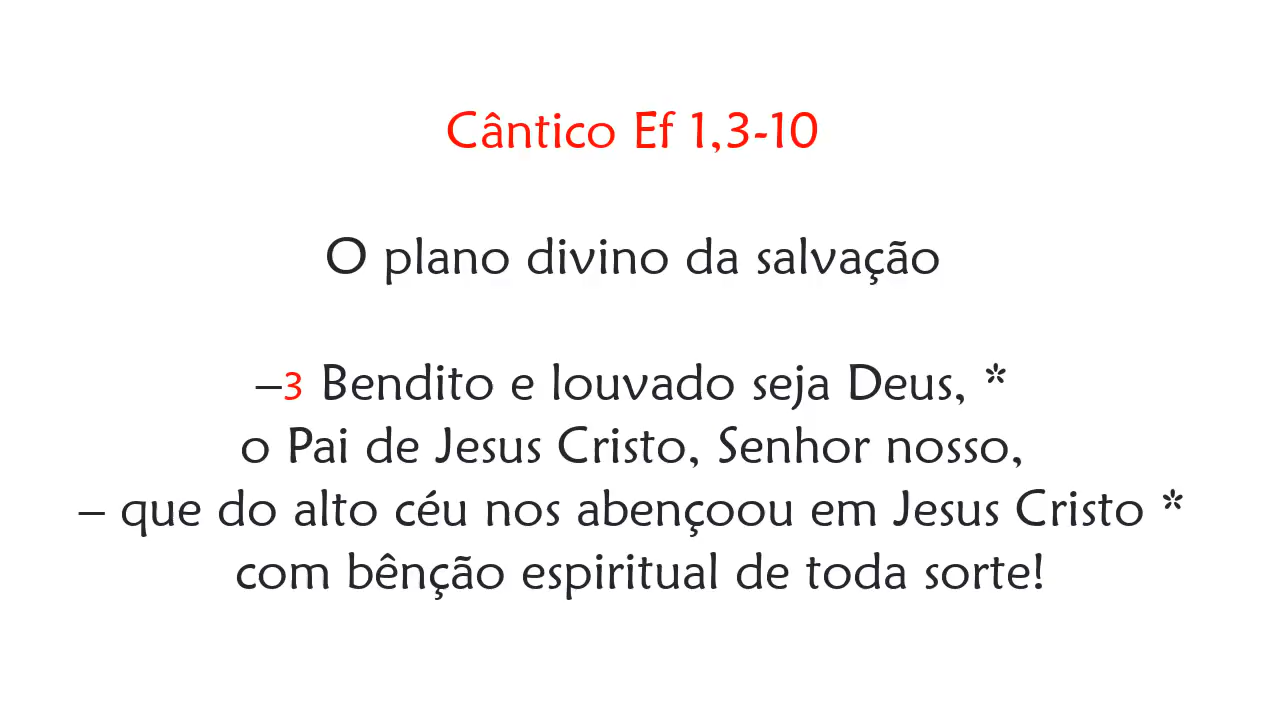 Cântico Ef 1,3-10
O plano divino da salvação
–3 Bendito e louvado seja Deus, *
o Pai de Jesus Cristo, Senhor nosso,
– que do alto céu nos abençoou em Jesus Cristo *
com bênção espiritual de toda sorte!